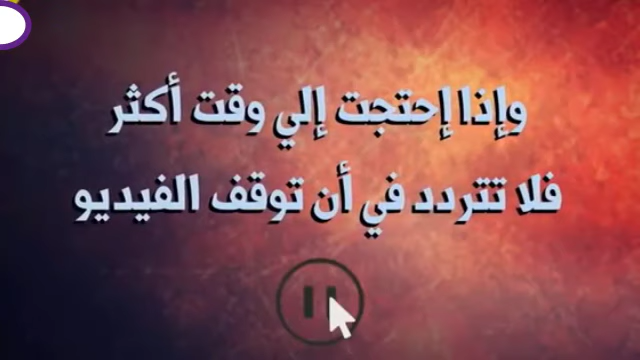 وإذا إحتجت إلي وقت أكثر
فلا تتردد في أن توقف الفيديو